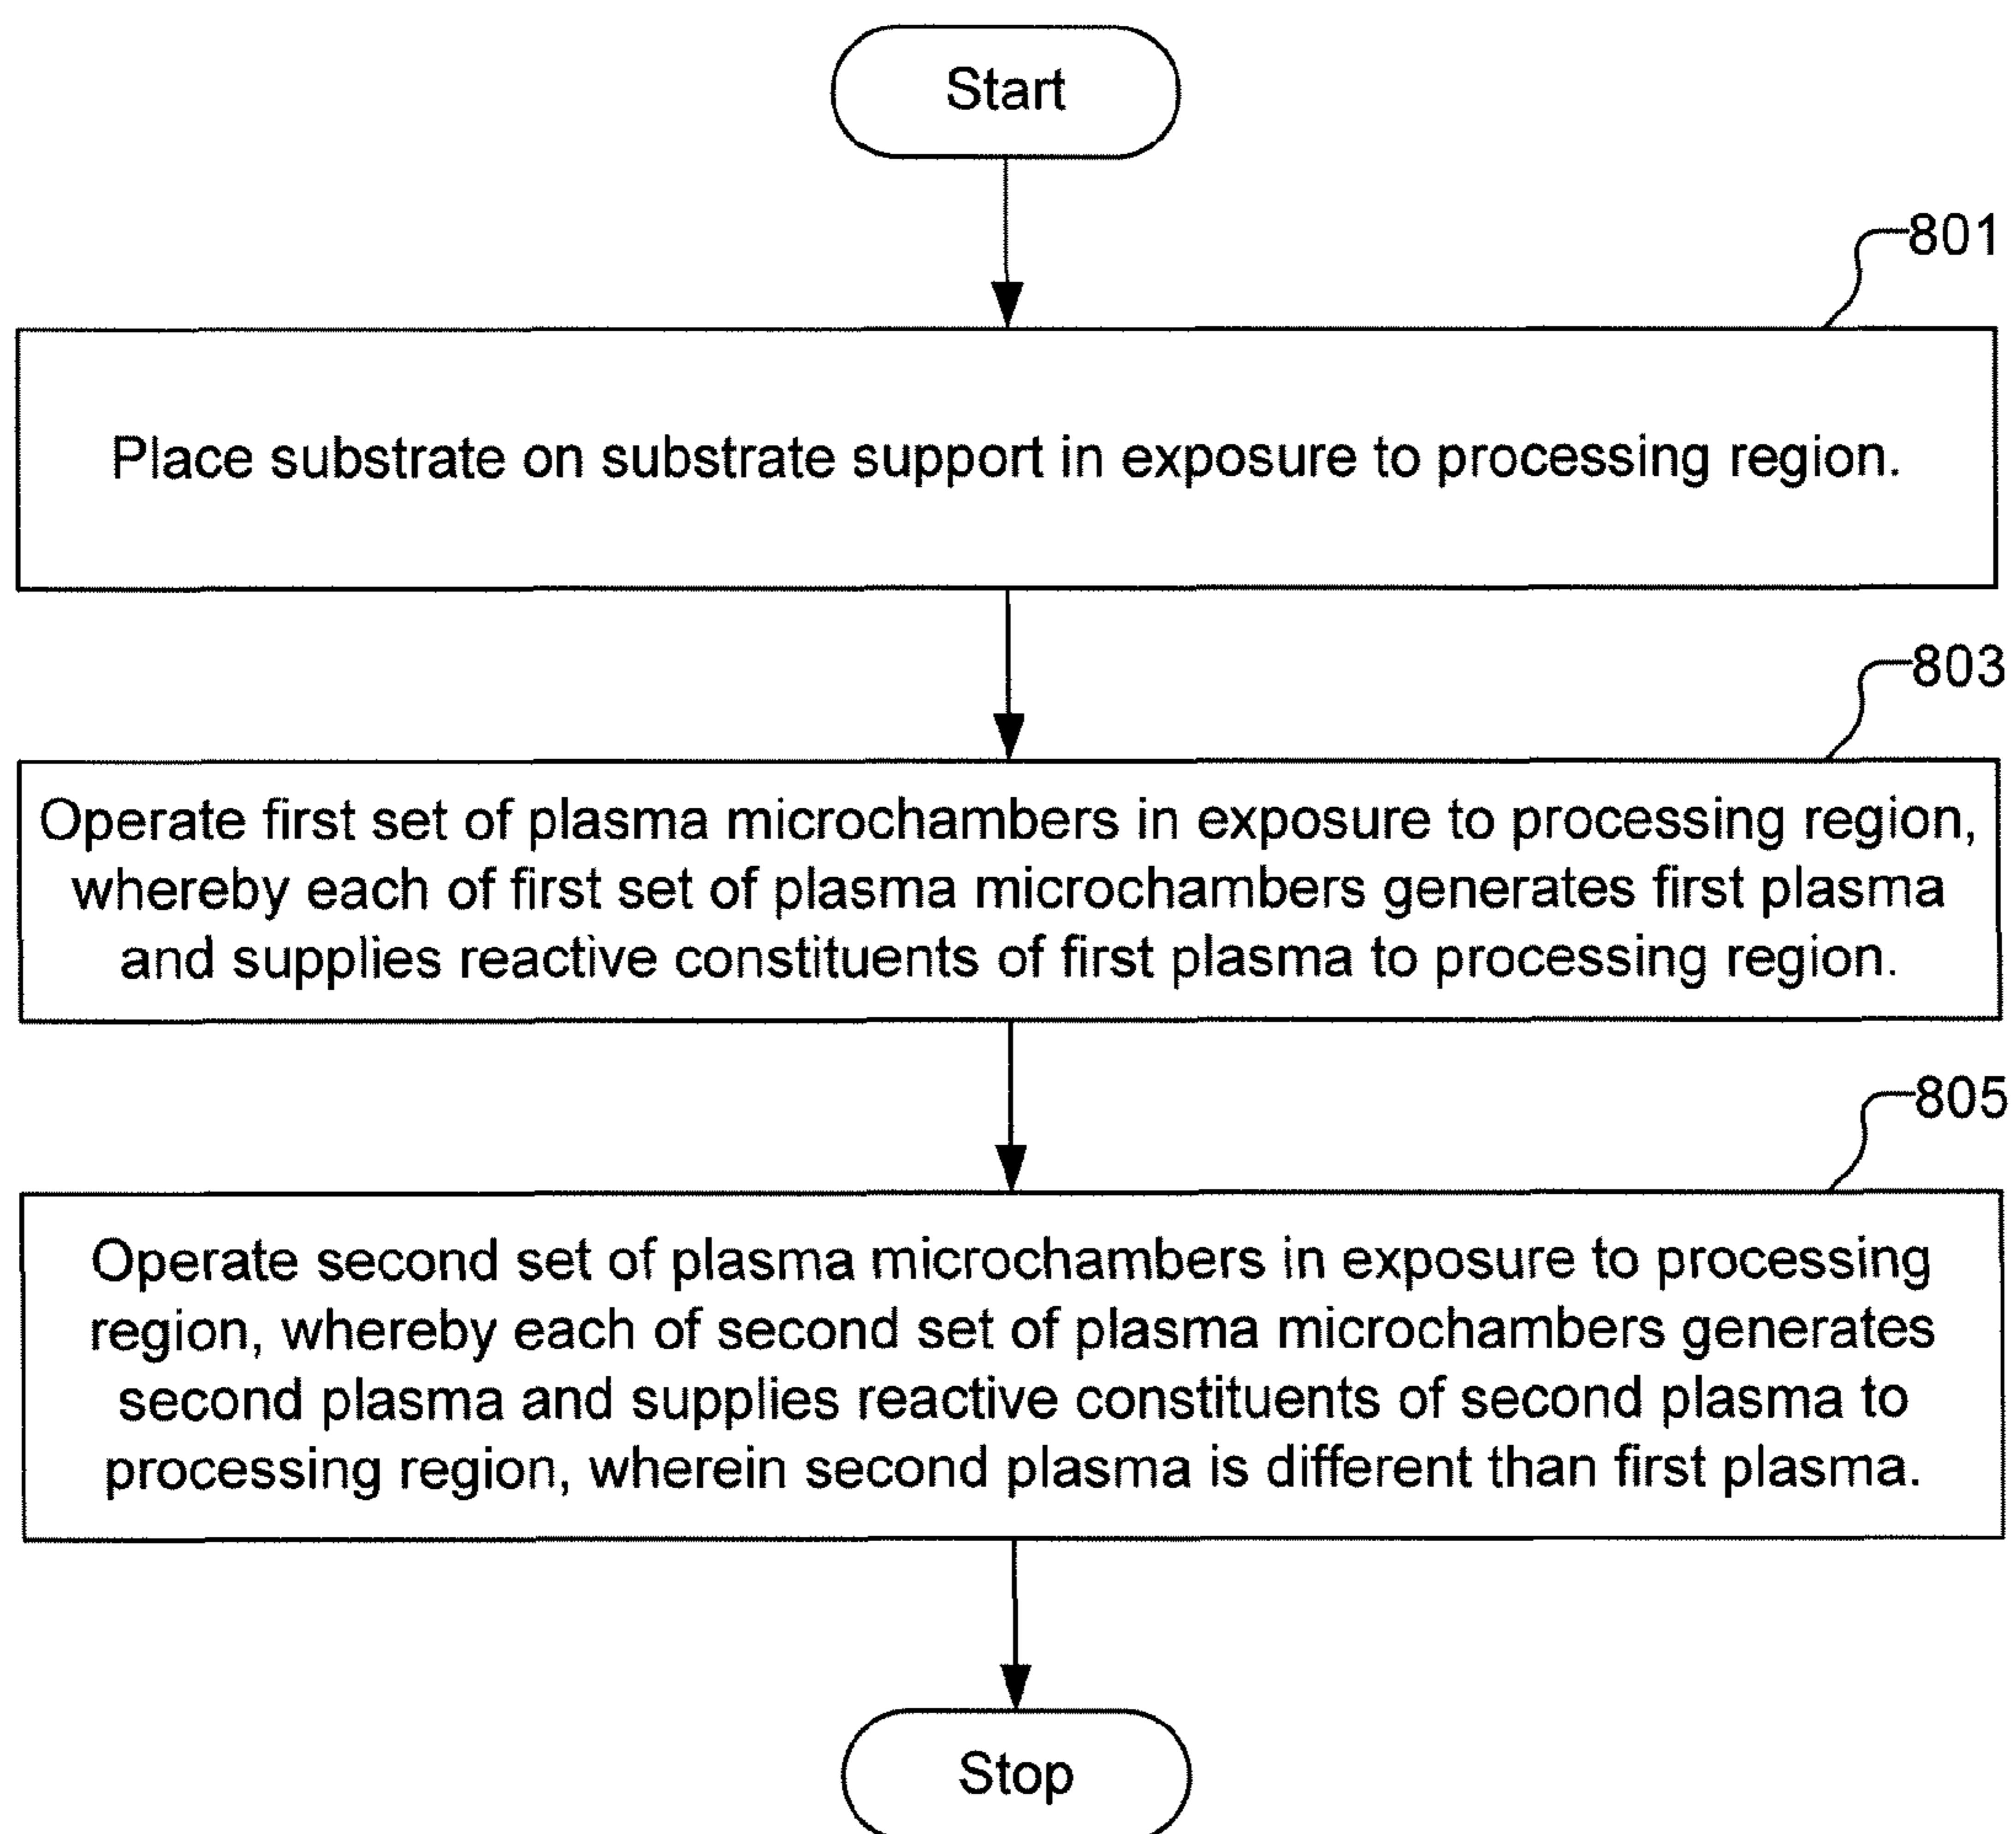 Start
801
Place substrate on substrate support in exposure to processing region.
803
Operate first set of plasma microchambers in exposure to processing region,
whereby each of first set of plasma microchambers generates first plasma
and supplies reactive constituents of first plasma to processing region.
805
Operate second set of plasma microchambers in exposure to processing
region, whereby each of second set of plasma microchambers generates
second plasma and supplies reactive constituents of second plasma to
processing region, wherein second plasma is different than first plasma.
Stop